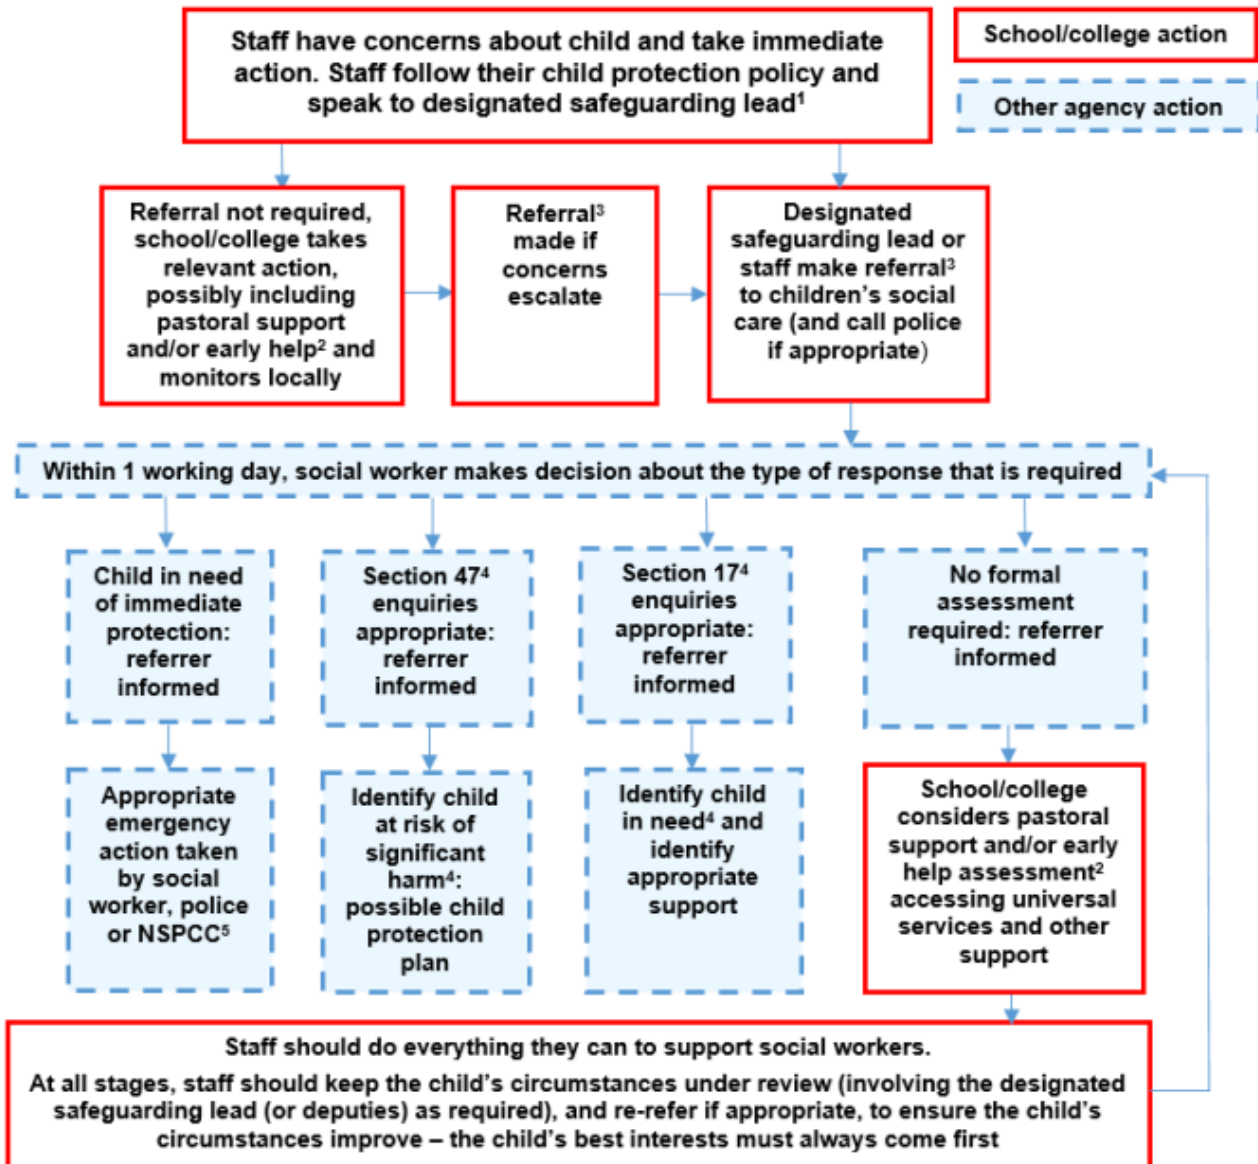 Staff have concerns about child and take immediate
action. Staff follow their child protection policy and
speak to designated safeguarding lead¹
School/college action
Other agency action
Referral not required,
school/college takes
relevant action,
possibly including
pastoral support
and/or early help² and
monitors locally
Referral³
made if
concerns
escalate
Designated
safeguarding lead or
staff make referral³
to children’s social
care (and call police
if appropriate)
Within 1 working day, social worker makes decision about the type of response that is required
Child in need
of immediate
protection:
referrer
informed
Section 47⁴
enquiries
appropriate:
referrer
informed
Section 17⁴
enquiries
appropriate:
referrer
informed
No formal
assessment
required: referrer
informed
Appropriate
emergency
action taken
by social
worker, police
or NSPCC⁵
Identify child
at risk of
significant
harm⁴:
possible child
protection
plan
Identify child
in need⁴ and
identify
appropriate
support
School/college
considers pastoral
support and/or early
help assessment²
accessing universal
services and other
support
Staff should do everything they can to support social workers.
At all stages, staff should keep the child’s circumstances under review (involving the designated
safeguarding lead (or deputies) as required), and re-refer if appropriate, to ensure the child’s
circumstances improve – the child’s best interests must always come first